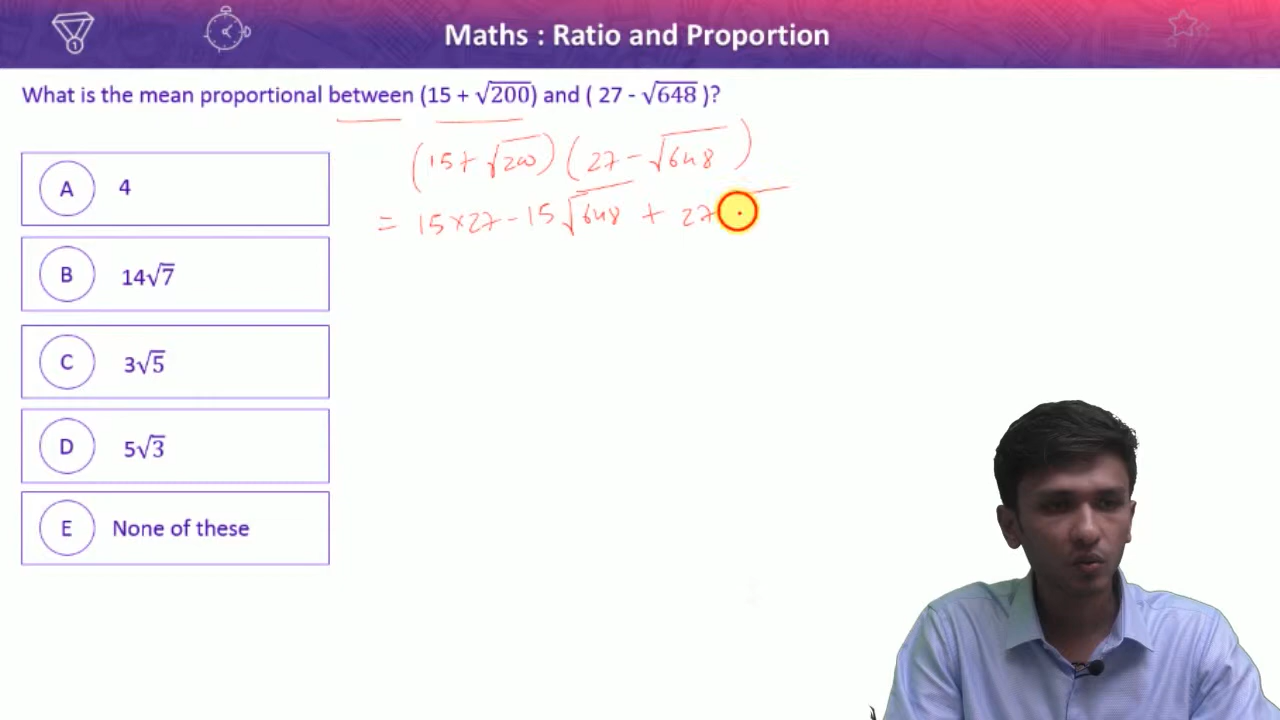 Maths : Ratio and Proportion
What is the mean proportional between (15 + √200) and ( 27 - √648 )?
(15+ √200) (27 - √648)
= 15×27 - 15√648 + 27
A 4
B 14√7
C 3√5
D 5√3
E None of these